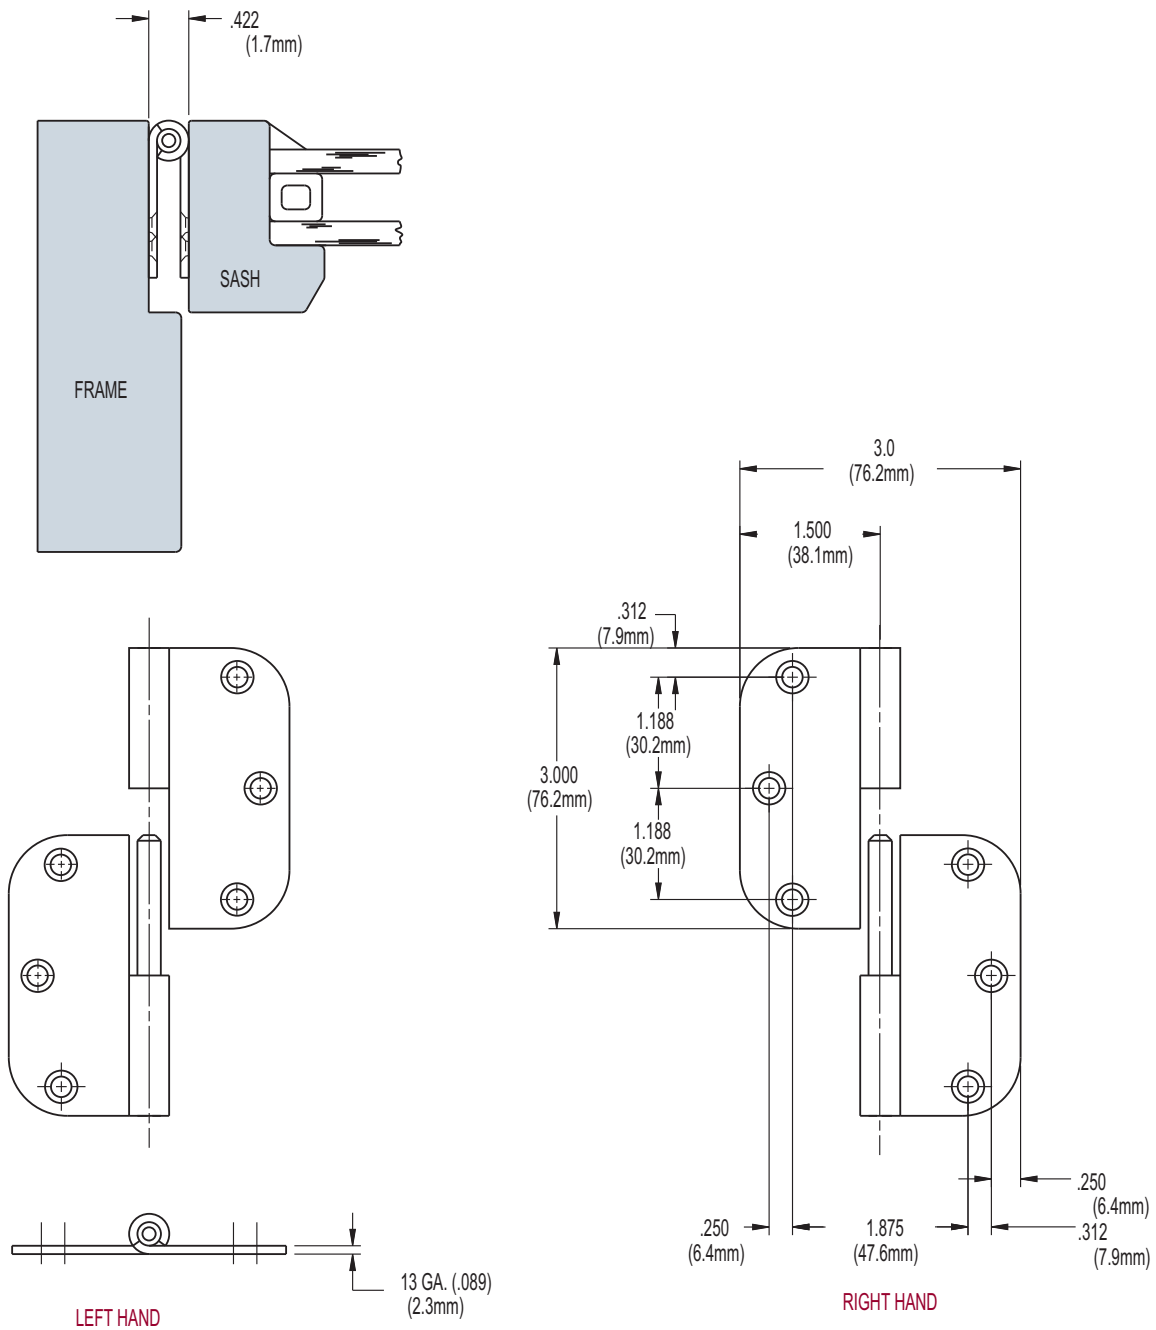 .422
(1.7mm)
SASH
FRAME
3.0
(76.2mm)
1.500
(38.1mm)
.312
(7.9mm)
1.188
(30.2mm)
3.000
(76.2mm)
1.188
(30.2mm)
.250
(6.4mm)
.250
(6.4mm)
1.875
(47.6mm)
.312
(7.9mm)
13 GA. (.089)
(2.3mm)
LEFT HAND
RIGHT HAND